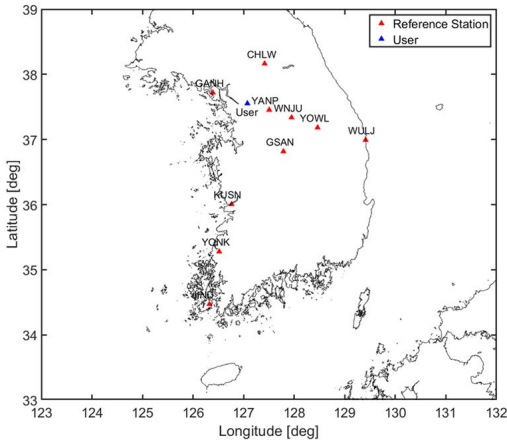 39
Reference Station
User
CHLW
38
GANH
YANP
User
WNJU
YOWL
WULJ
37
GSAN
KUSN
36
YONK
35
34
33
123
124
125
126
127
128
129
130
131
132
Latitude [deg]
Longitude [deg]